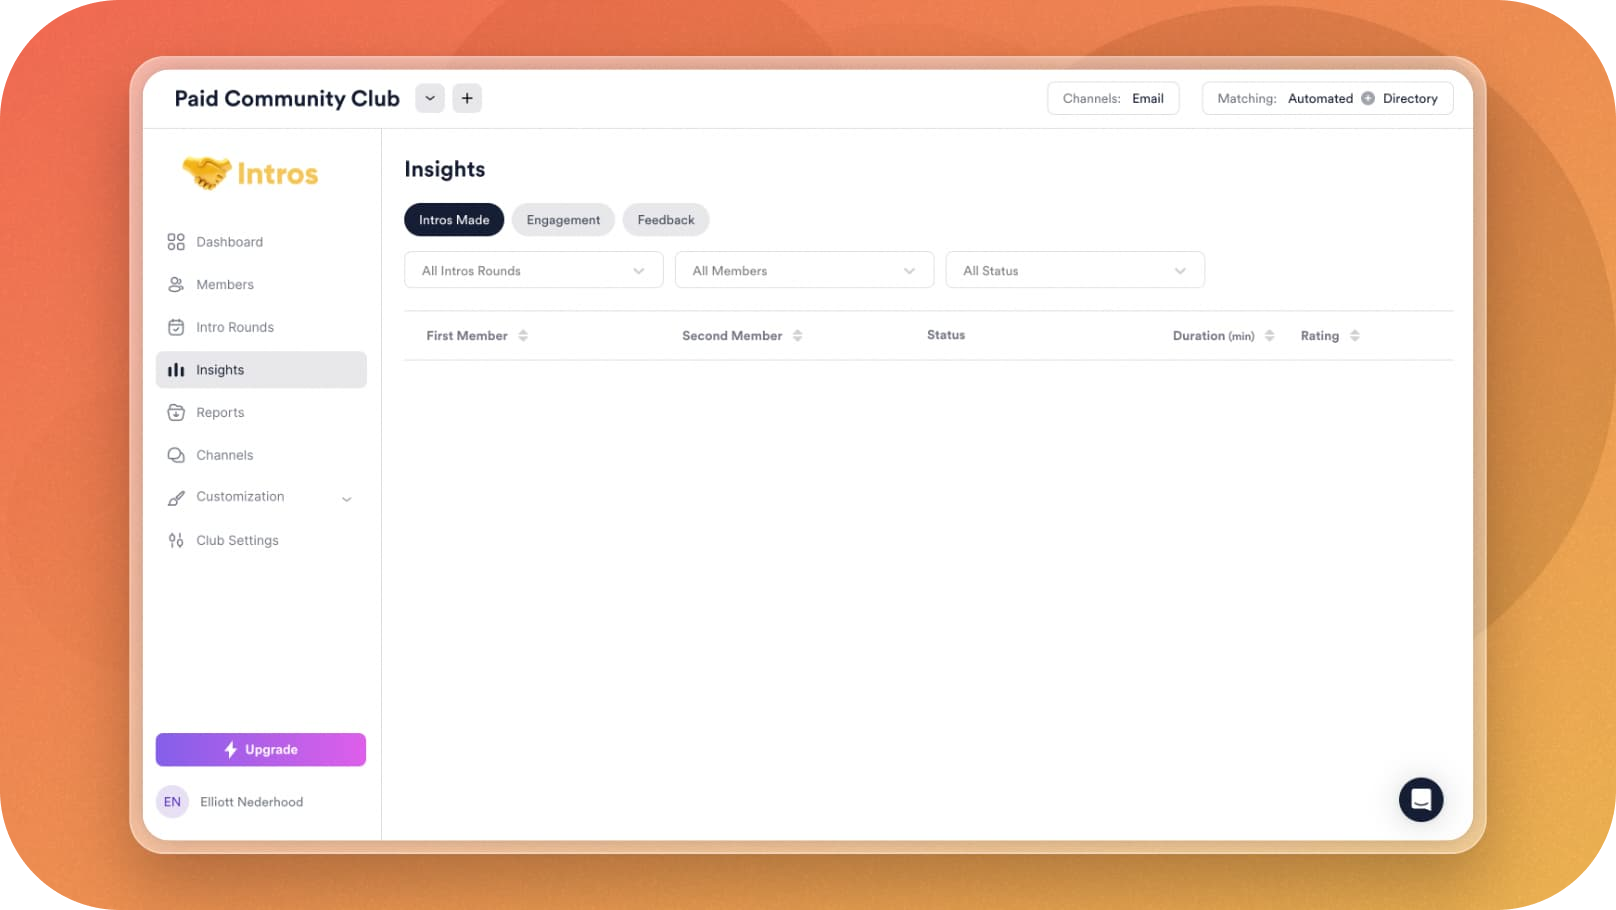 Paid Community Club
Channels: Email
Matching: Automated Directory
Intros
Dashboard
Members
Intro Rounds
Insights
Reports
Channels
Customization
Club Settings
Upgrade
EN Elliott Nederhood
Insights
Intros Made Engagement Feedback
All Intros Rounds All Members All Status
First Member Second Member Status Duration (min) Rating